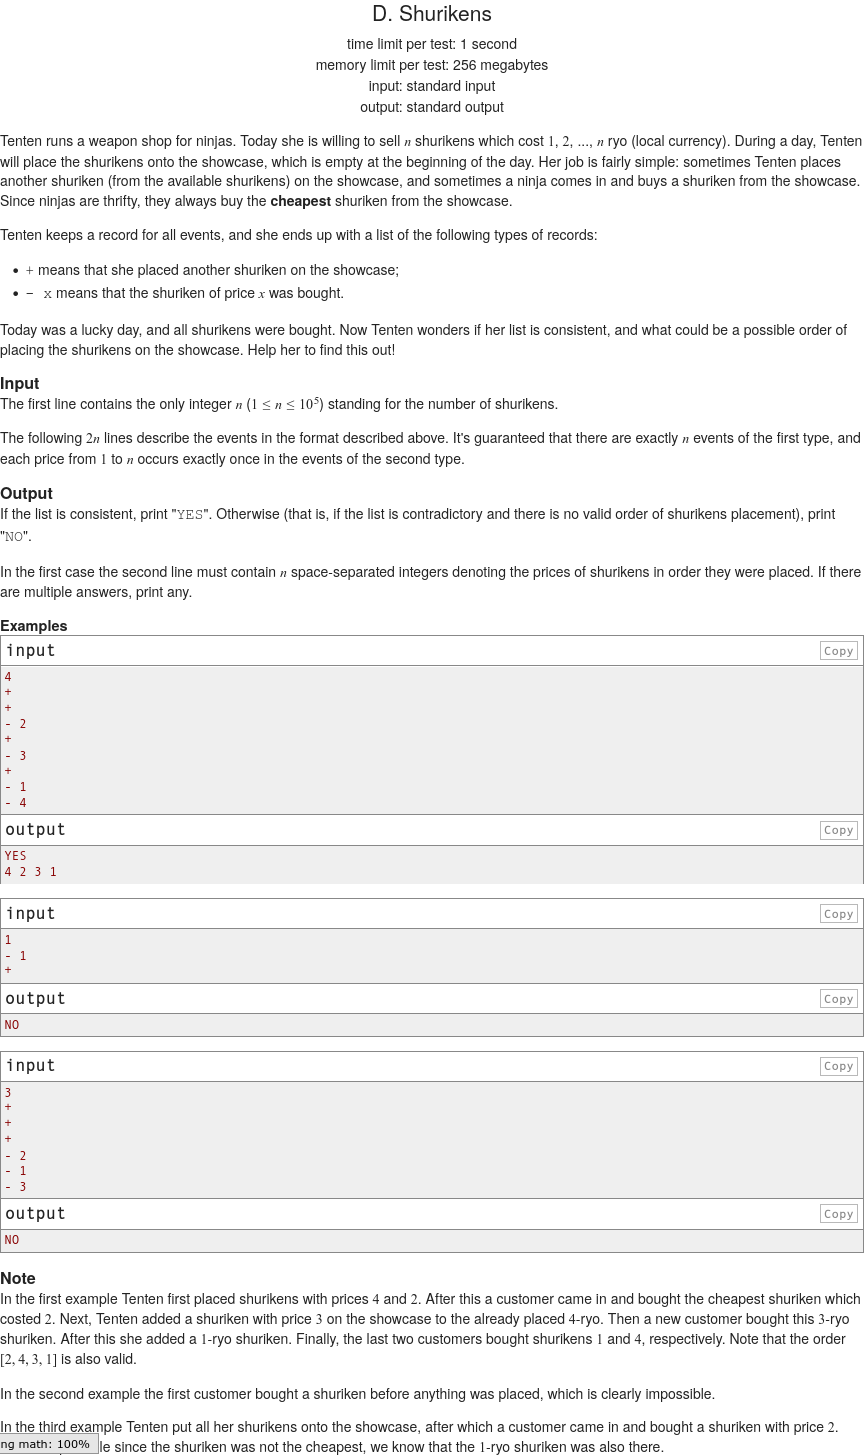 D. Shurikens
time limit per test: 1 second
memory limit per test: 256 megabytes
input: standard input
output: standard output
Tenten runs a weapon shop for ninjas. Today she is willing to sell n shurikens which cost 1, 2, ..., n ryo (local currency). During a day, Tenten
will place the shurikens onto the showcase, which is empty at the beginning of the day. Her job is fairly simple: sometimes Tenten places
another shuriken (from the available shurikens) on the showcase, and sometimes a ninja comes in and buys a shuriken from the showcase.
Since ninjas are thrifty, they always buy the cheapest shuriken from the showcase.
Tenten keeps a record for all events, and she ends up with a list of the following types of records:
• + means that she placed another shuriken on the showcase;
• − x means that the shuriken of price x was bought.
Today was a lucky day, and all shurikens were bought. Now Tenten wonders if her list is consistent, and what could be a possible order of
placing the shurikens on the showcase. Help her to find this out!
Input
The first line contains the only integer n (1 ≤ n ≤ 10⁵) standing for the number of shurikens.
The following 2n lines describe the events in the format described above. It's guaranteed that there are exactly n events of the first type, and
each price from 1 to n occurs exactly once in the events of the second type.
Output
If the list is consistent, print "YES". Otherwise (that is, if the list is contradictory and there is no valid order of shurikens placement), print
"NO".
In the first case the second line must contain n space-separated integers denoting the prices of shurikens in order they were placed. If there
are multiple answers, print any.
Examples
input Copy
4
+
+
- 2
+
- 3
+
- 1
- 4
output Copy
YES
4 2 3 1
input Copy
1
- 1
+
output Copy
NO
input Copy
3
+
+
+
- 2
- 1
- 3
output Copy
NO
Note
In the first example Tenten first placed shurikens with prices 4 and 2. After this a customer came in and bought the cheapest shuriken which
costed 2. Next, Tenten added a shuriken with price 3 on the showcase to the already placed 4-ryo. Then a new customer bought this 3-ryo
shuriken. After this she added a 1-ryo shuriken. Finally, the last two customers bought shurikens 1 and 4, respectively. Note that the order
[2, 4, 3, 1] is also valid.
In the second example the first customer bought a shuriken before anything was placed, which is clearly impossible.
In the third example Tenten put all her shurikens onto the showcase, after which a customer came in and bought a shuriken with price 2.
ng math: 100% le since the shuriken was not the cheapest, we know that the 1-ryo shuriken was also there.